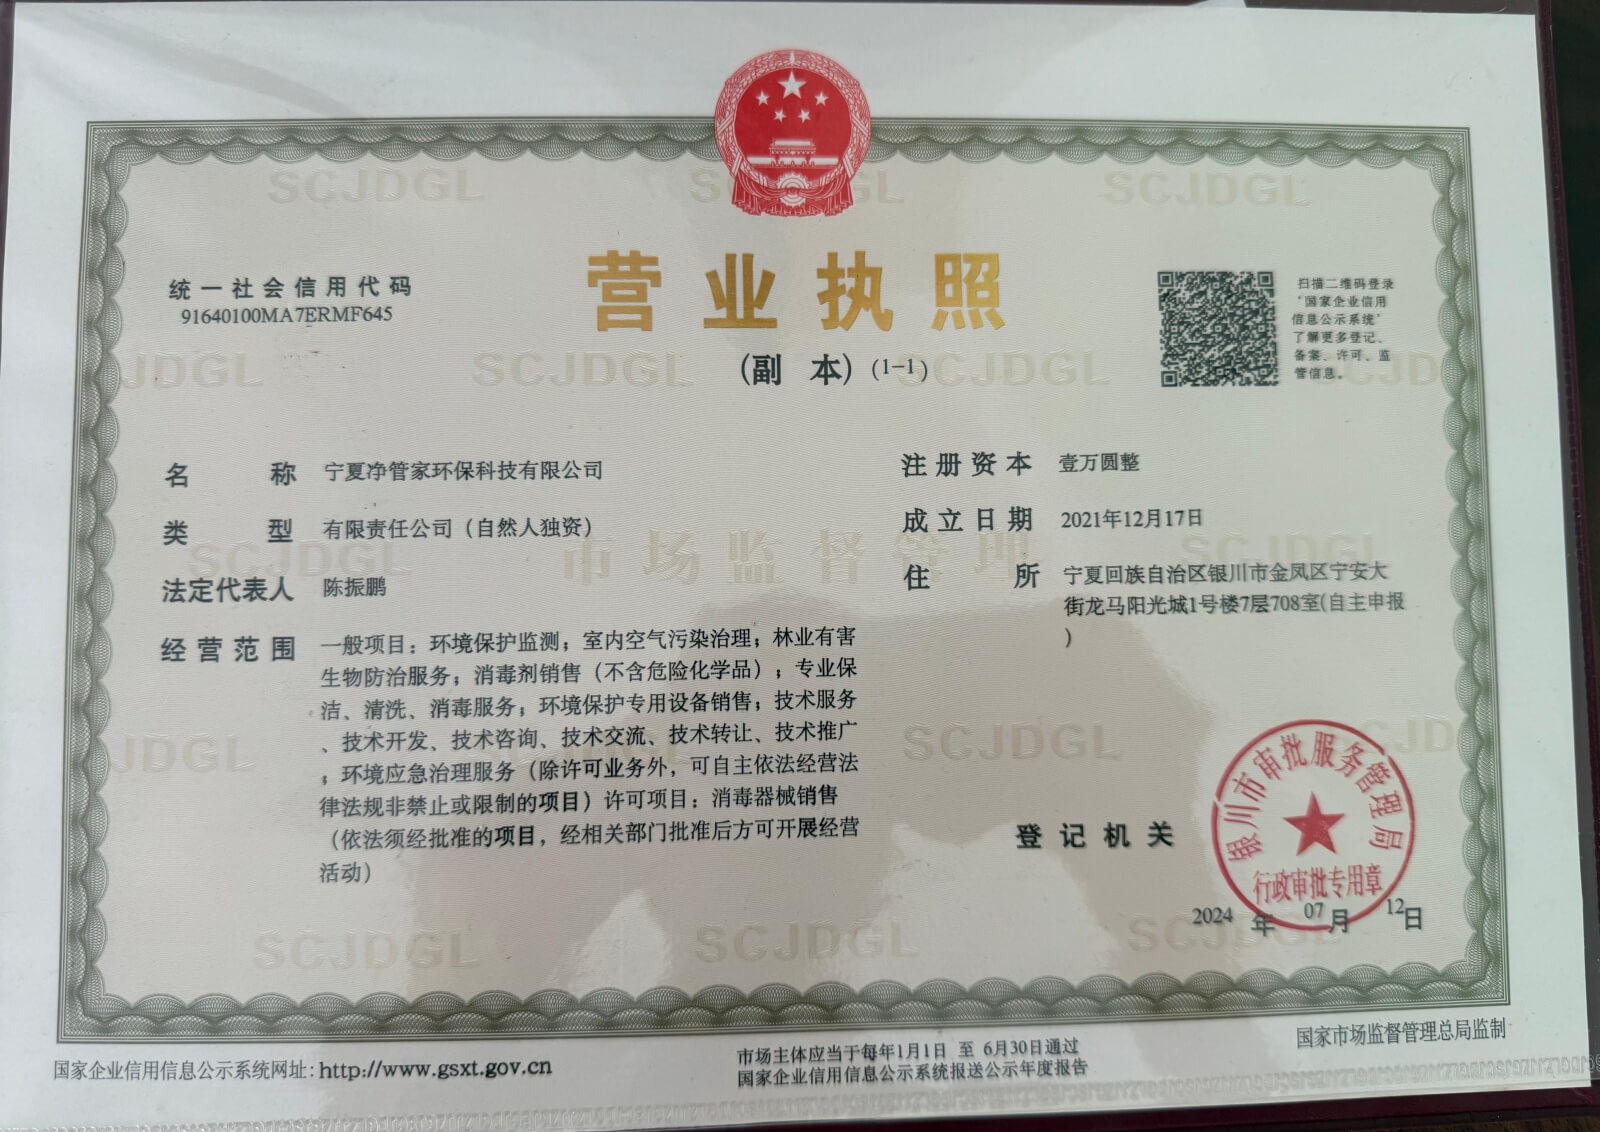 统一社会信用代码
91640100MA7ERMF645
营业执照
(副 本) (1-1)
扫描二维码登录
‘国家企业信用
信息公示系统’
了解更多登记、
备案、许可、监
管信息。
名 称 宁夏净管家环保科技有限公司
类 型 有限责任公司（自然人独资）
法定代表人 陈振鹏
经营范围 一般项目：环境保护监测；室内空气污染治理；林业有害
生物防治服务；消毒剂销售（不含危险化学品）；专业保
洁、清洗、消毒服务；环境保护专用设备销售；技术服务
、技术开发、技术咨询、技术交流、技术转让、技术推广
；环境应急治理服务（除许可业务外，可自主依法经营法
律法规非禁止或限制的项目）许可项目：消毒器械销售
（依法须经批准的项目，经相关部门批准后方可开展经营
活动）
注册资本 壹万圆整
成立日期 2021年12月17日
住 所 宁夏回族自治区银川市金凤区宁安大
街龙马阳光城1号楼7层708室(自主申报
)
登记机关
银川市审批服务管理局
行政审批专用章
2024 年 07 月 12 日
国家企业信用信息公示系统网址：http://www.gsxt.gov.cn
市场主体应当于每年1月1日 至 6月30日通过
国家企业信用信息公示系统报送公示年度报告
国家市场监督管理总局监制
SCJDGL
市场监督管理